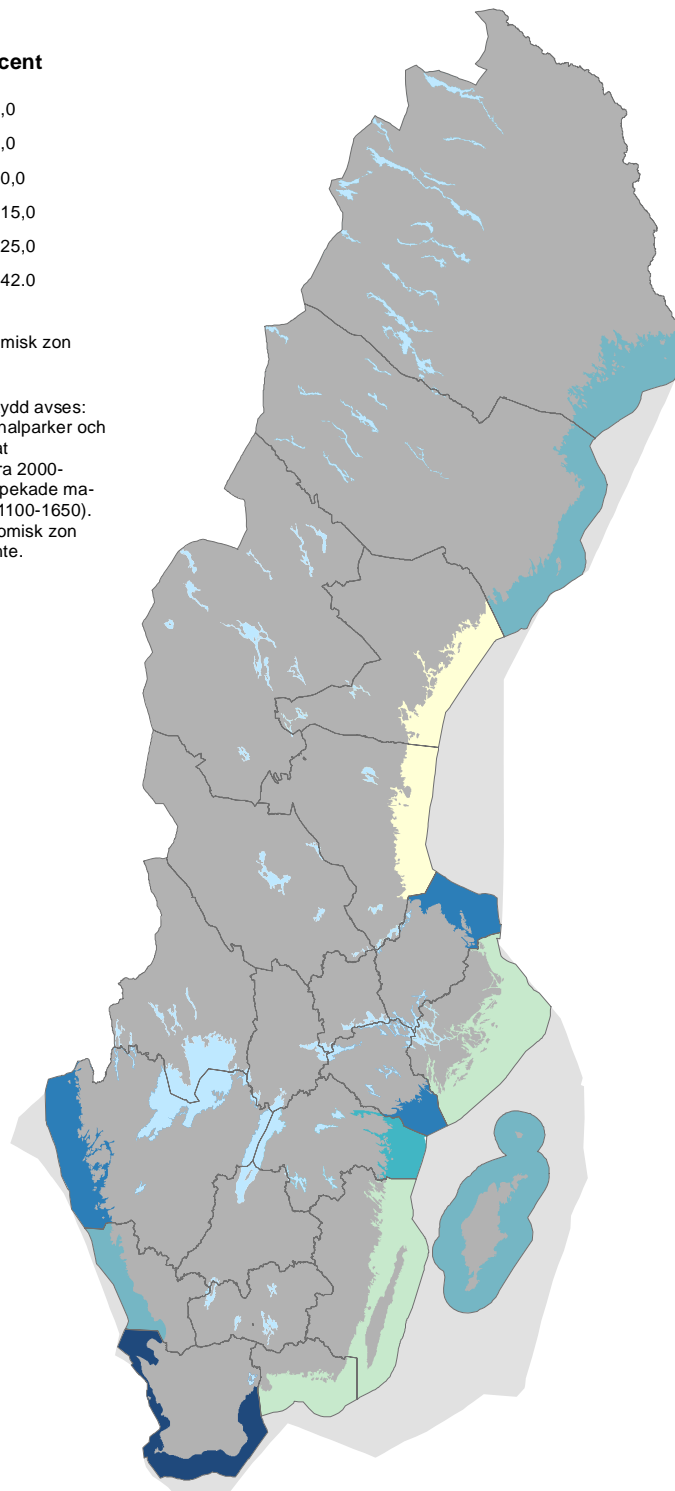 cent
,0
,0
0,0
15,0
25,0
42.0
misk zon
ydd avses:
nalparker och
at
ra 2000-
pekade ma-
1100-1650).
omisk zon
nte.